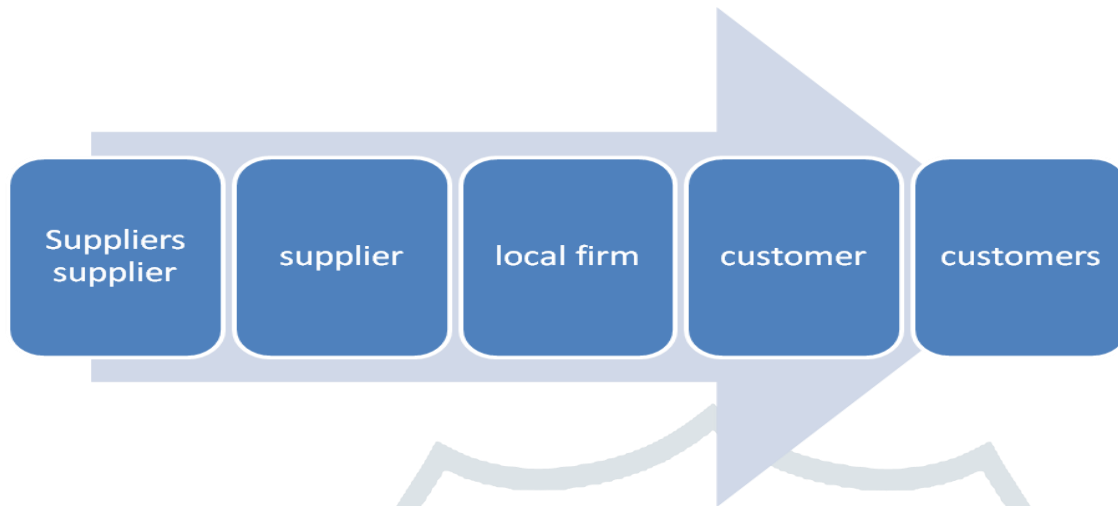 Suppliers
supplier
supplier
local firm
customer
customers